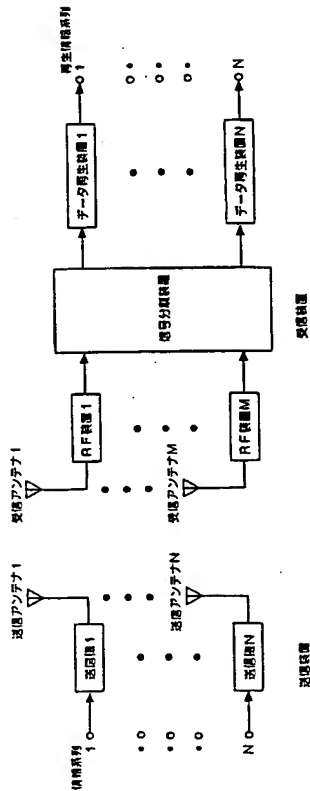 情報系列
1
N
送信機1
送信機N
送信アンテナ1
送信アンテナN
送信装置
受信アンテナ1
受信アンテナM
RF装置1
RF装置M
信号分離装置
データ再生装置1
データ再生装置N
再生情報系列
1
N
受信装置